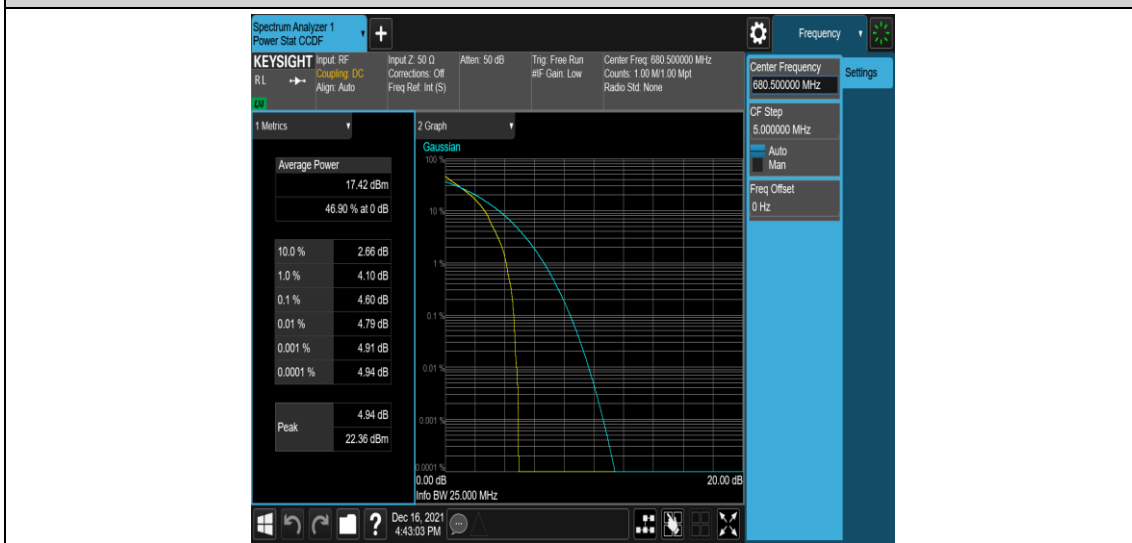 Spectrum Analyzer 1
Power Stat CCDF
+
Frequency
KEYSIGHT
R L
LXI
Input: RF
Coupling: DC
Align: Auto
Input Z: 50 Ω
Corrections: Off
Freq Ref: Int (S)
Atten: 50 dB
Trig: Free Run
#IF Gain: Low
Center Freq: 680.500000 MHz
Counts: 1.00 M/1.00 Mpt
Radio Std: None
Center Frequency
680.500000 MHz
Settings
CF Step
5.000000 MHz
Auto
Man
Freq Offset
0 Hz
1 Metrics
Average Power
17.42 dBm
46.90 % at 0 dB
10.0 % 2.66 dB
1.0 % 4.10 dB
0.1 % 4.60 dB
0.01 % 4.79 dB
0.001 % 4.91 dB
0.0001 % 4.94 dB
Peak
4.94 dB
22.36 dBm
2 Graph
Gaussian
100 %
10 %
1 %
0.1 %
0.01 %
0.001 %
0.0001 %
0.00 dB 20.00 dB
Info BW 25.000 MHz
?
Dec 16, 2021
4:43:03 PM